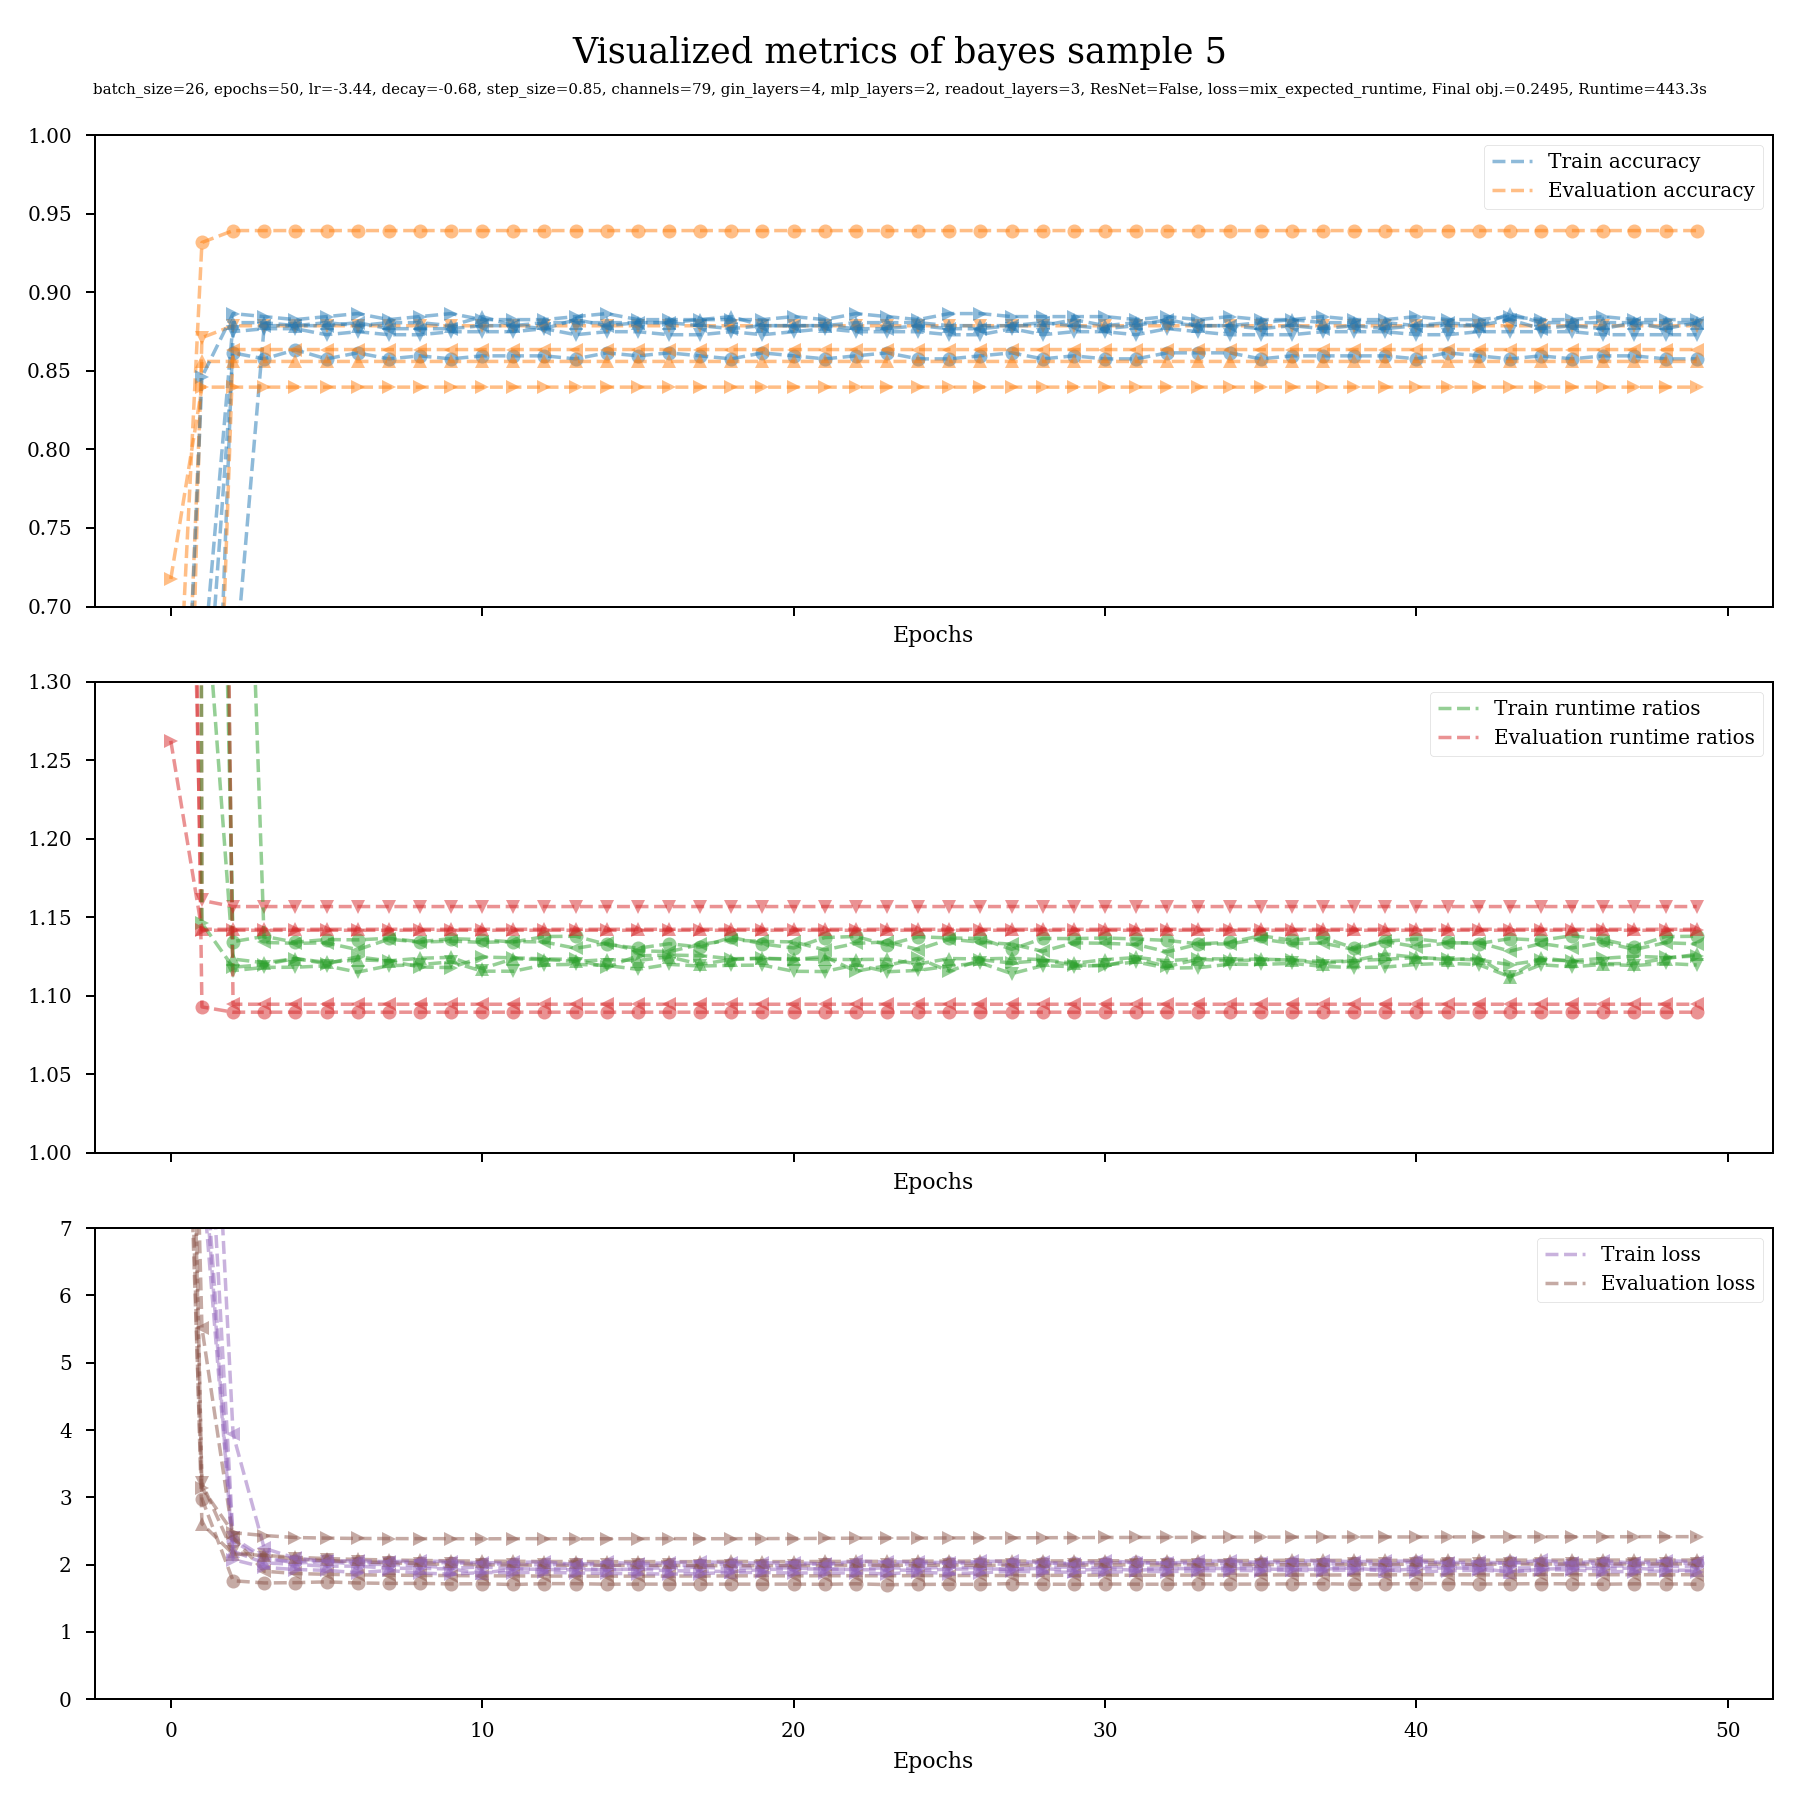 Visualized metrics of bayes sample 5
batch_size=26, epochs=50, lr=-3.44, decay=-0.68, step_size=0.85, channels=79, gin_layers=4, mlp_layers=2, readout_layers=3, ResNet=False, loss=mix_expected_runtime, Final obj.=0.2495, Runtime=443.3s
1.00
0.95
0.90
0.85
0.80
0.75
0.70
Train accuracy
Evaluation accuracy
Epochs
1.30
1.25
1.20
1.15
1.10
1.05
1.00
Train runtime ratios
Evaluation runtime ratios
Epochs
7
6
5
4
3
2
1
0
Train loss
Evaluation loss
0 10 20 30 40 50
Epochs